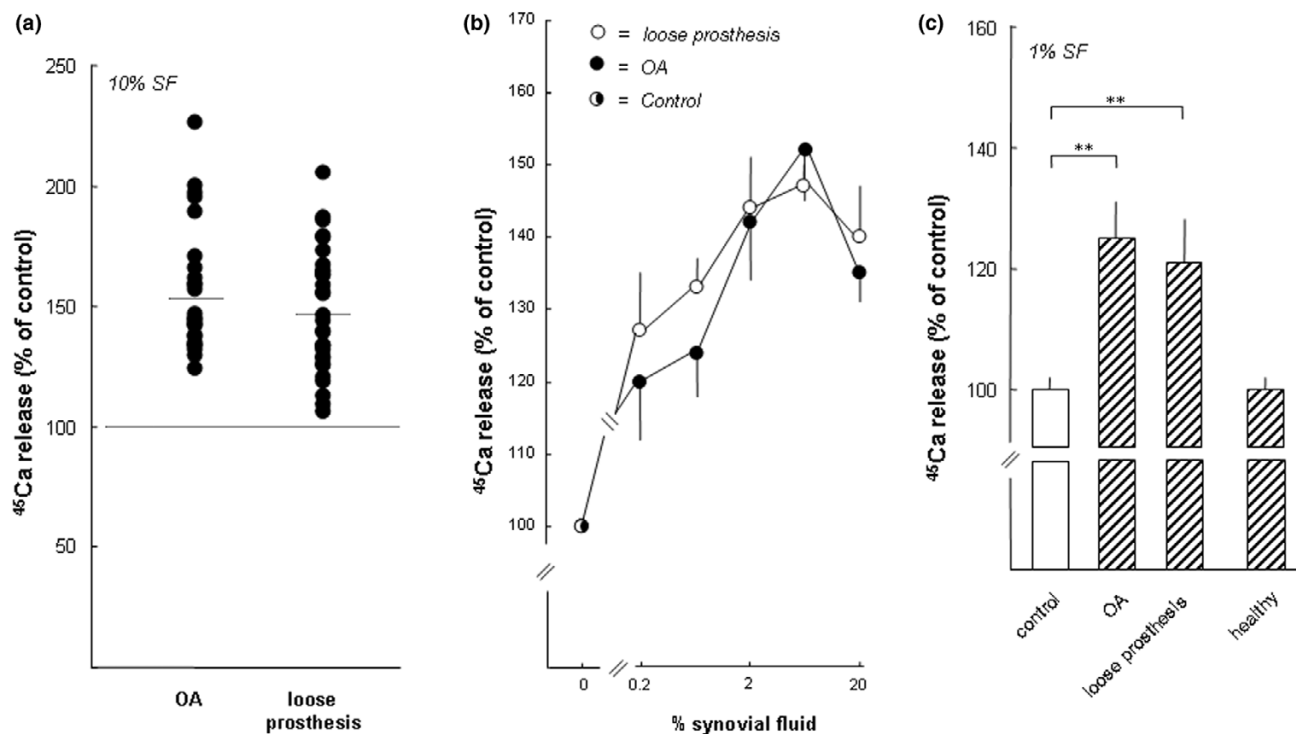 (a)
10% SF
⁴⁵Ca release (% of control)
250
200
150
100
50
OA
loose prosthesis
(b)
= loose prosthesis
= OA
= Control
⁴⁵Ca release (% of control)
170
160
150
140
130
120
110
100
0
0.2
2
20
% synovial fluid
(c)
1% SF
⁴⁵Ca release (% of control)
160
140
120
100
**
**
control
OA
loose prosthesis
healthy